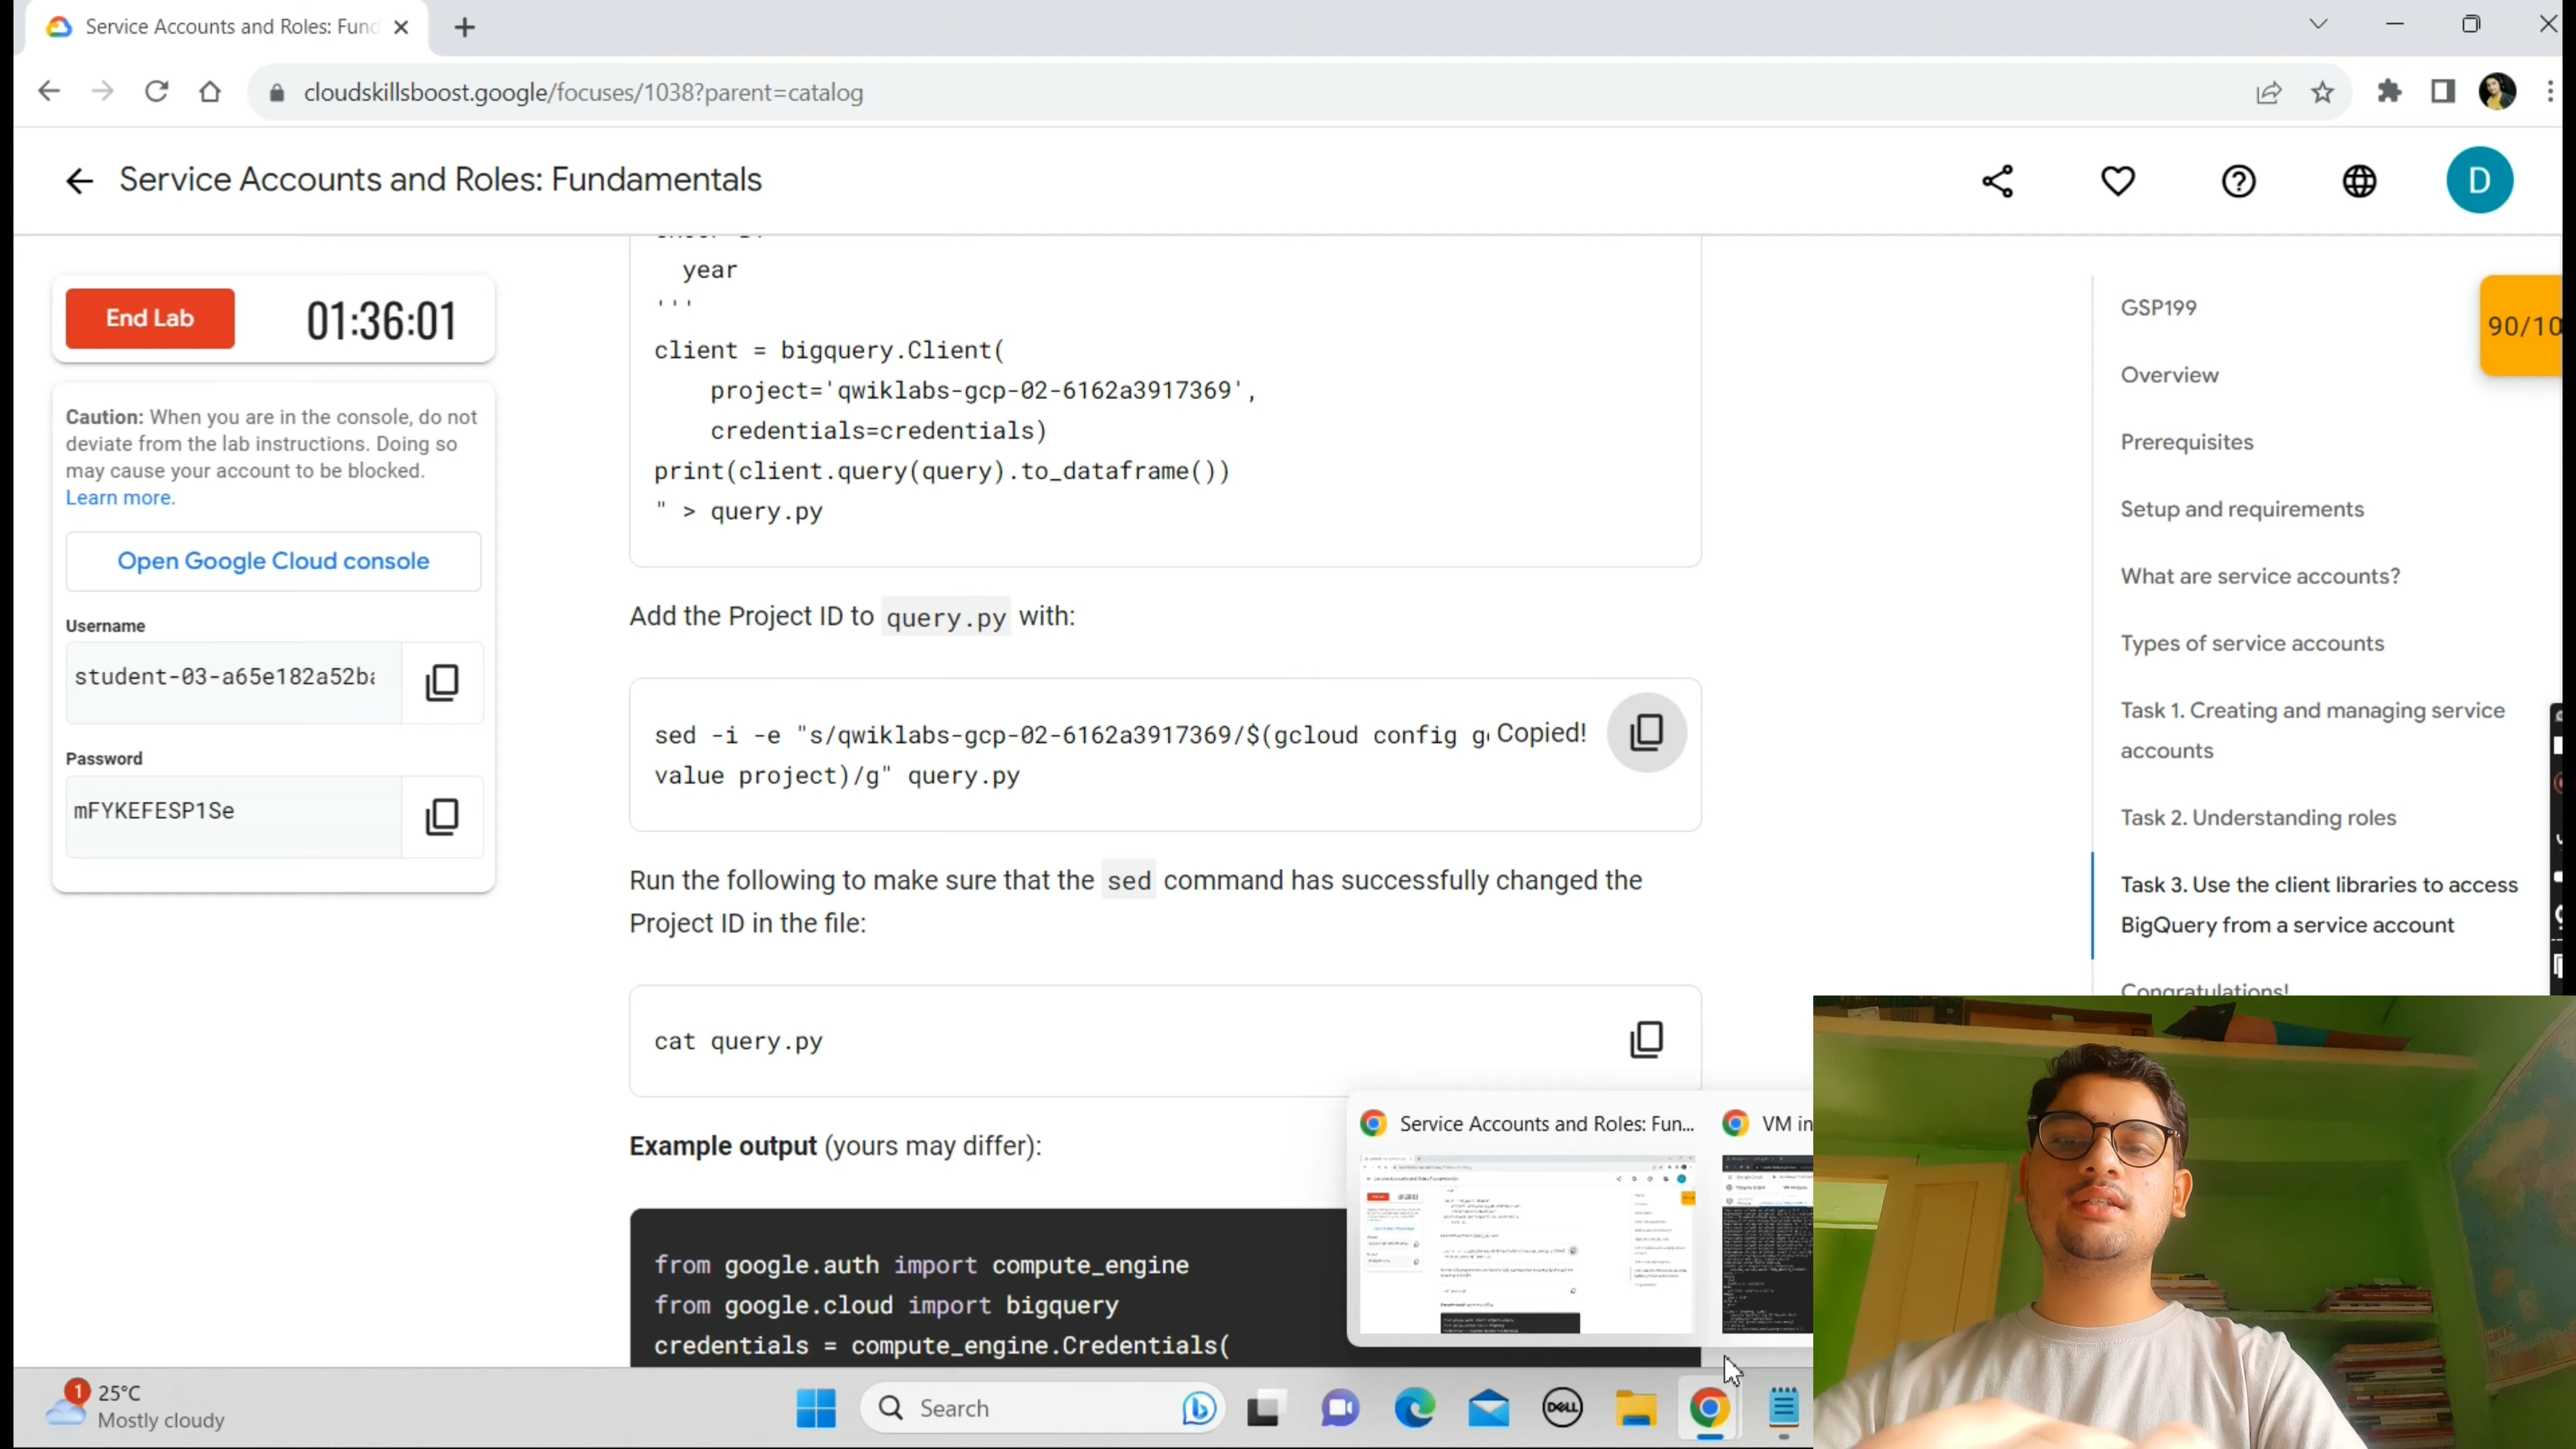 Service Accounts and Roles: Fund
cloudskillsboost.google/focuses/1038?parent=catalog
Service Accounts and Roles: Fundamentals
D
End Lab
01:36:01
Caution: When you are in the console, do not
deviate from the lab instructions. Doing so
may cause your account to be blocked.
Learn more.
Open Google Cloud console
Username
student-03-a65e182a52ba
Password
mFYKEFESP1Se
year
'''
client = bigquery.Client(
project='qwiklabs-gcp-02-6162a3917369',
credentials=credentials)
print(client.query(query).to_dataframe())
" > query.py
Add the Project ID to query.py with:
sed -i -e "s/qwiklabs-gcp-02-6162a3917369/$(gcloud config ge Copied!
value project)/g" query.py
Run the following to make sure that the sed command has successfully changed the
Project ID in the file:
cat query.py
Example output (yours may differ):
from google.auth import compute_engine
from google.cloud import bigquery
credentials = compute_engine.Credentials(
GSP199
Overview
Prerequisites
Setup and requirements
What are service accounts?
Types of service accounts
Task 1. Creating and managing service
accounts
Task 2. Understanding roles
Task 3. Use the client libraries to access
BigQuery from a service account
Congratulations!
90/10
Service Accounts and Roles: Fun...
VM in
1
25°C
Mostly cloudy
Search
DELL